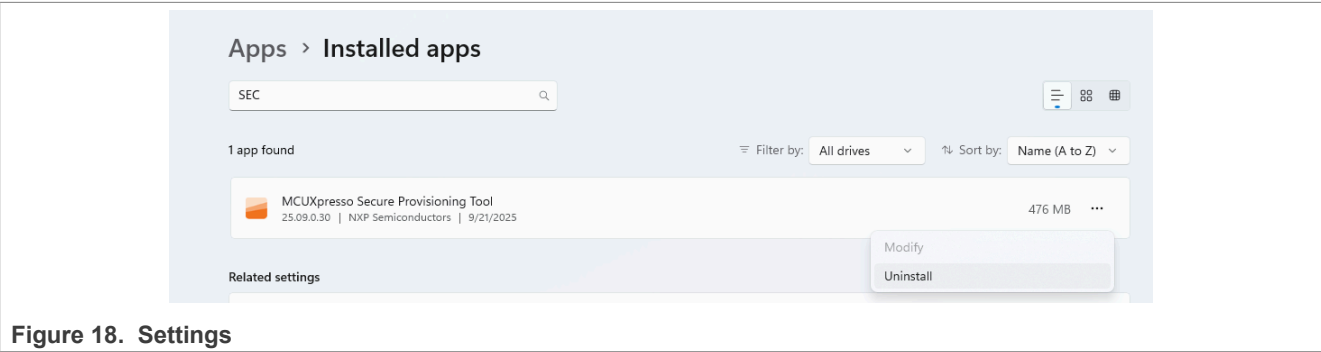 Apps > Installed apps
SEC
1 app found
Filter by: All drives
Sort by: Name (A to Z)
MCUXpresso Secure Provisioning Tool
25.09.0.30 | NXP Semiconductors | 9/21/2025
476 MB
Modify
Uninstall
Related settings
Figure 18. Settings